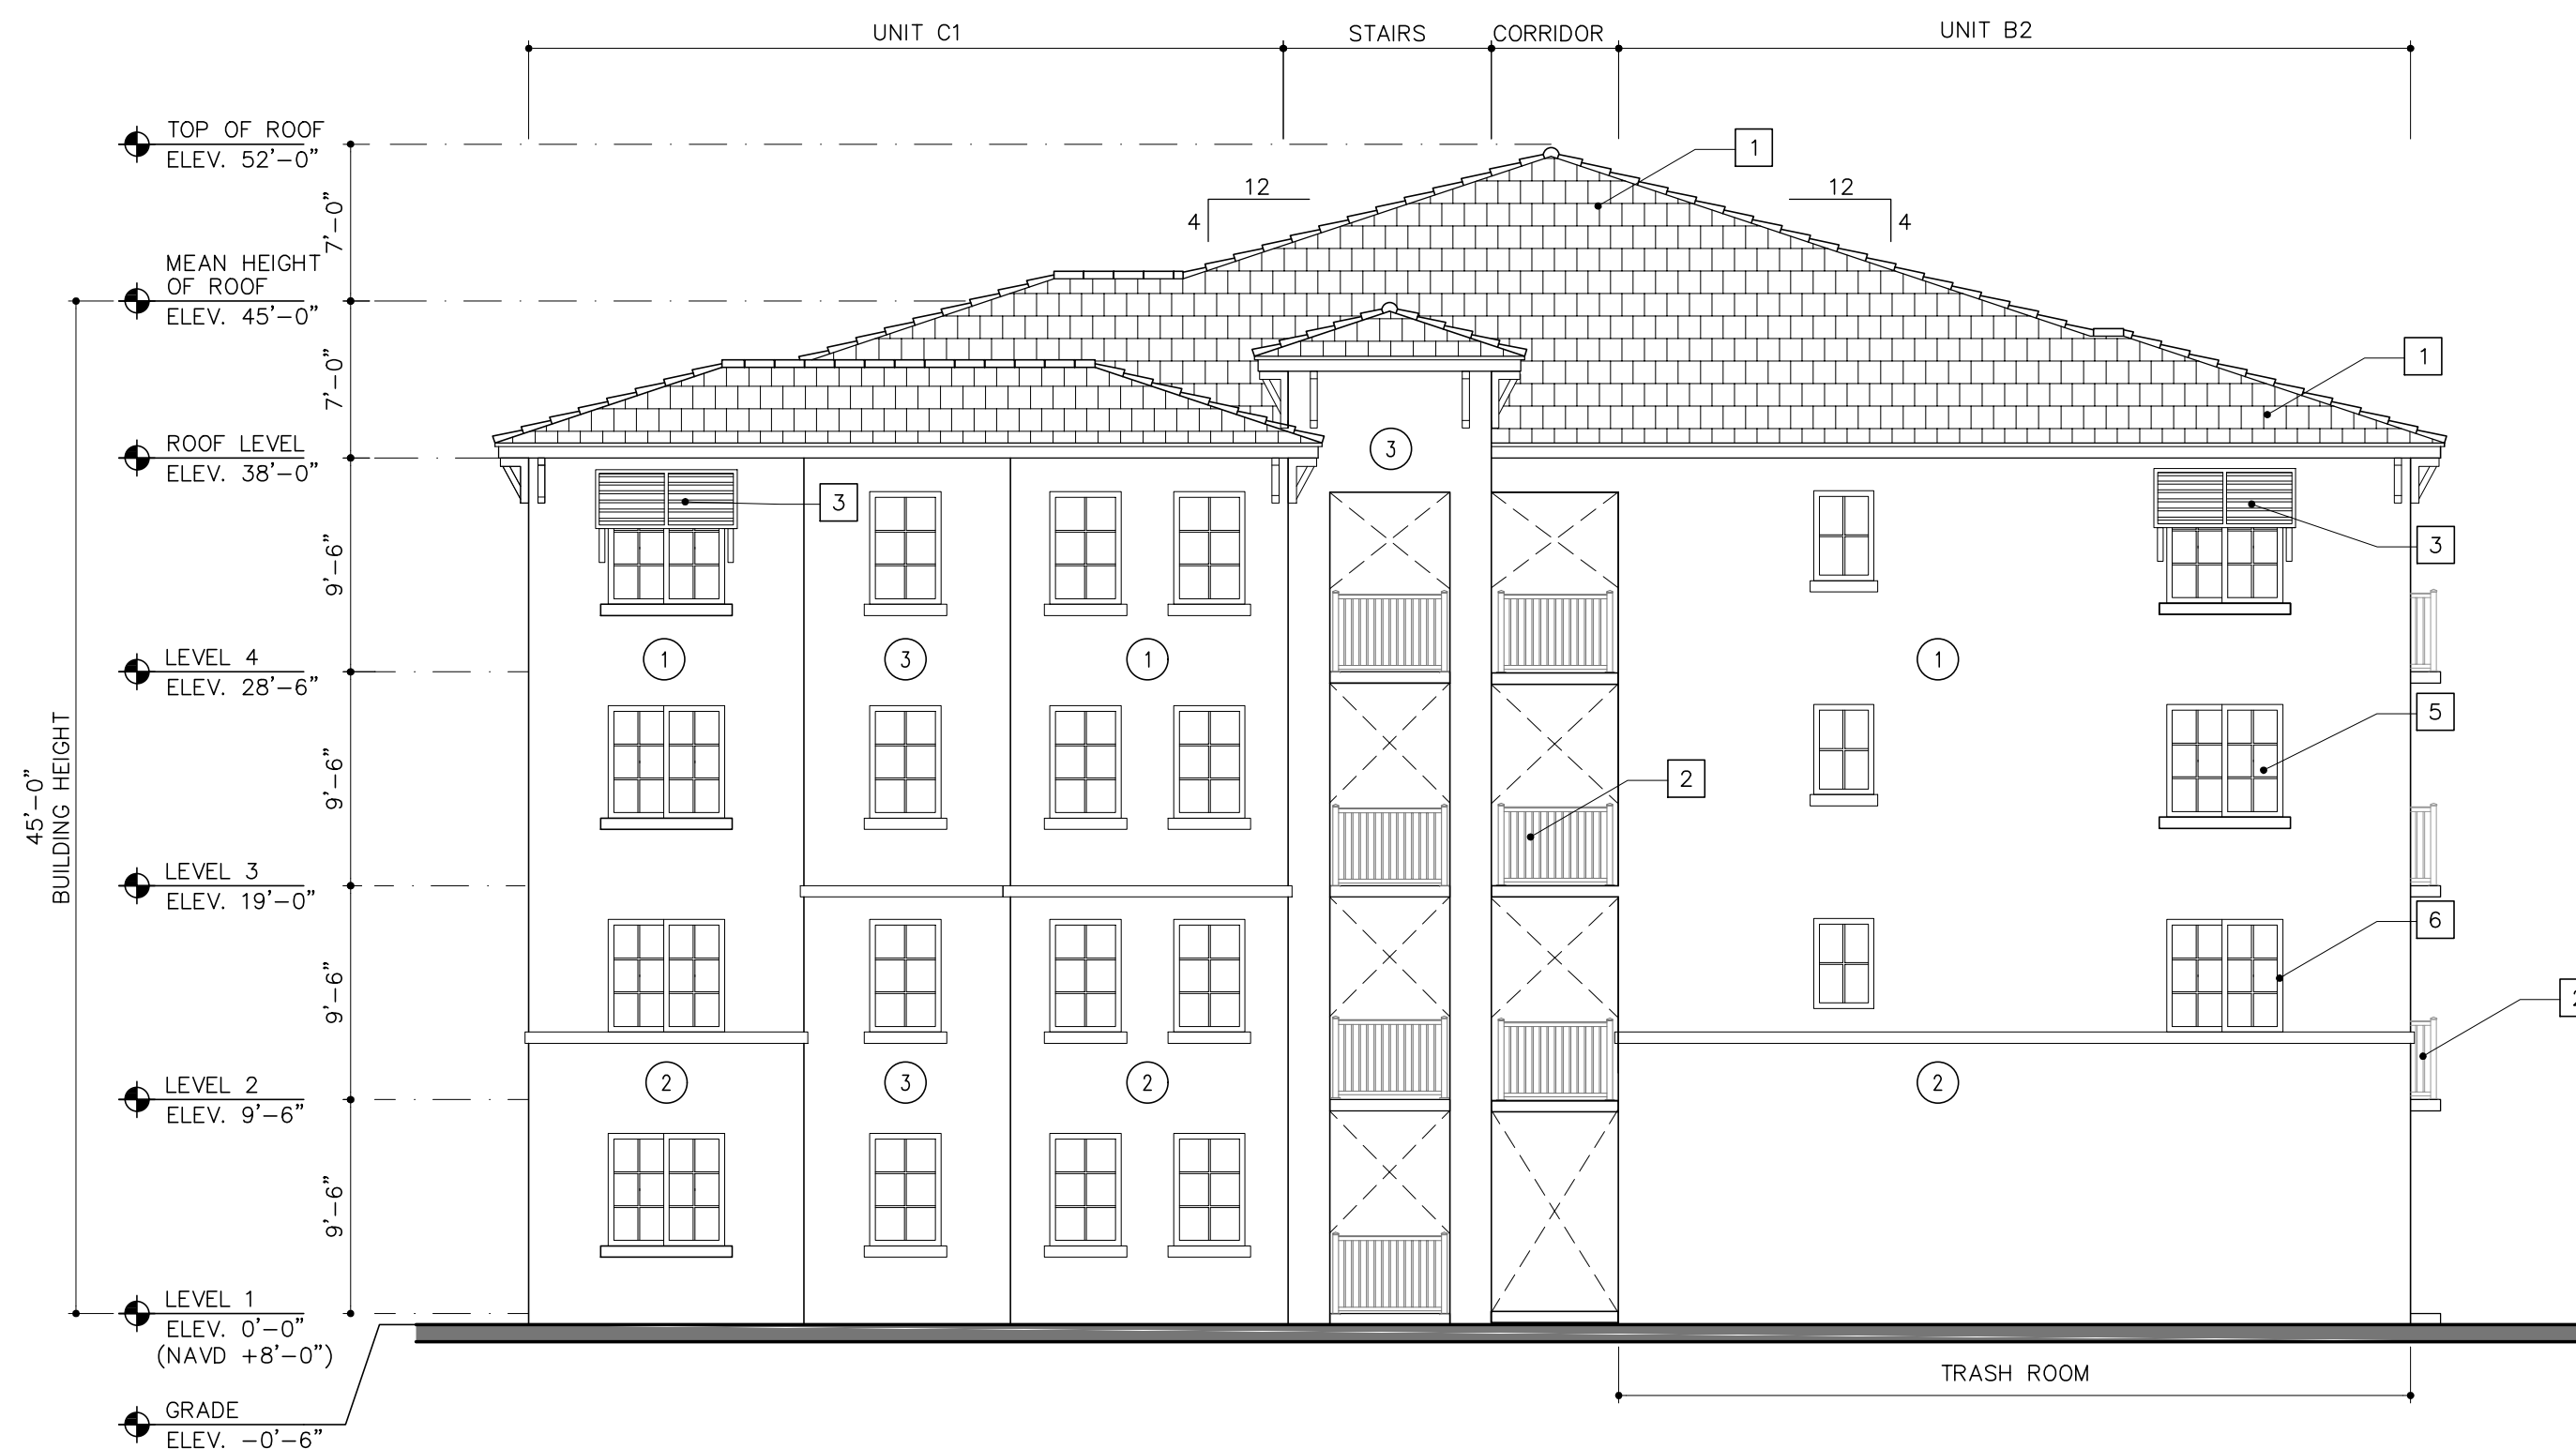 UNIT C1
STAIRS
CORRIDOR
UNIT B2
TOP OF ROOF
ELEV. 52'-0"
1
12
4
12
4
7'-0"
MEAN HEIGHT
OF ROOF
ELEV. 45'-0"
7'-0"
1
ROOF LEVEL
ELEV. 38'-0"
3
3
3
9'-6"
LEVEL 4
ELEV. 28'-6"
1
3
1
1
5
45'-0"
BUILDING HEIGHT
9'-6"
2
LEVEL 3
ELEV. 19'-0"
6
9'-6"
LEVEL 2
ELEV. 9'-6"
2
3
2
2
9'-6"
LEVEL 1
ELEV. 0'-0"
(NAVD +8'-0")
TRASH ROOM
GRADE
ELEV. -0'-6"